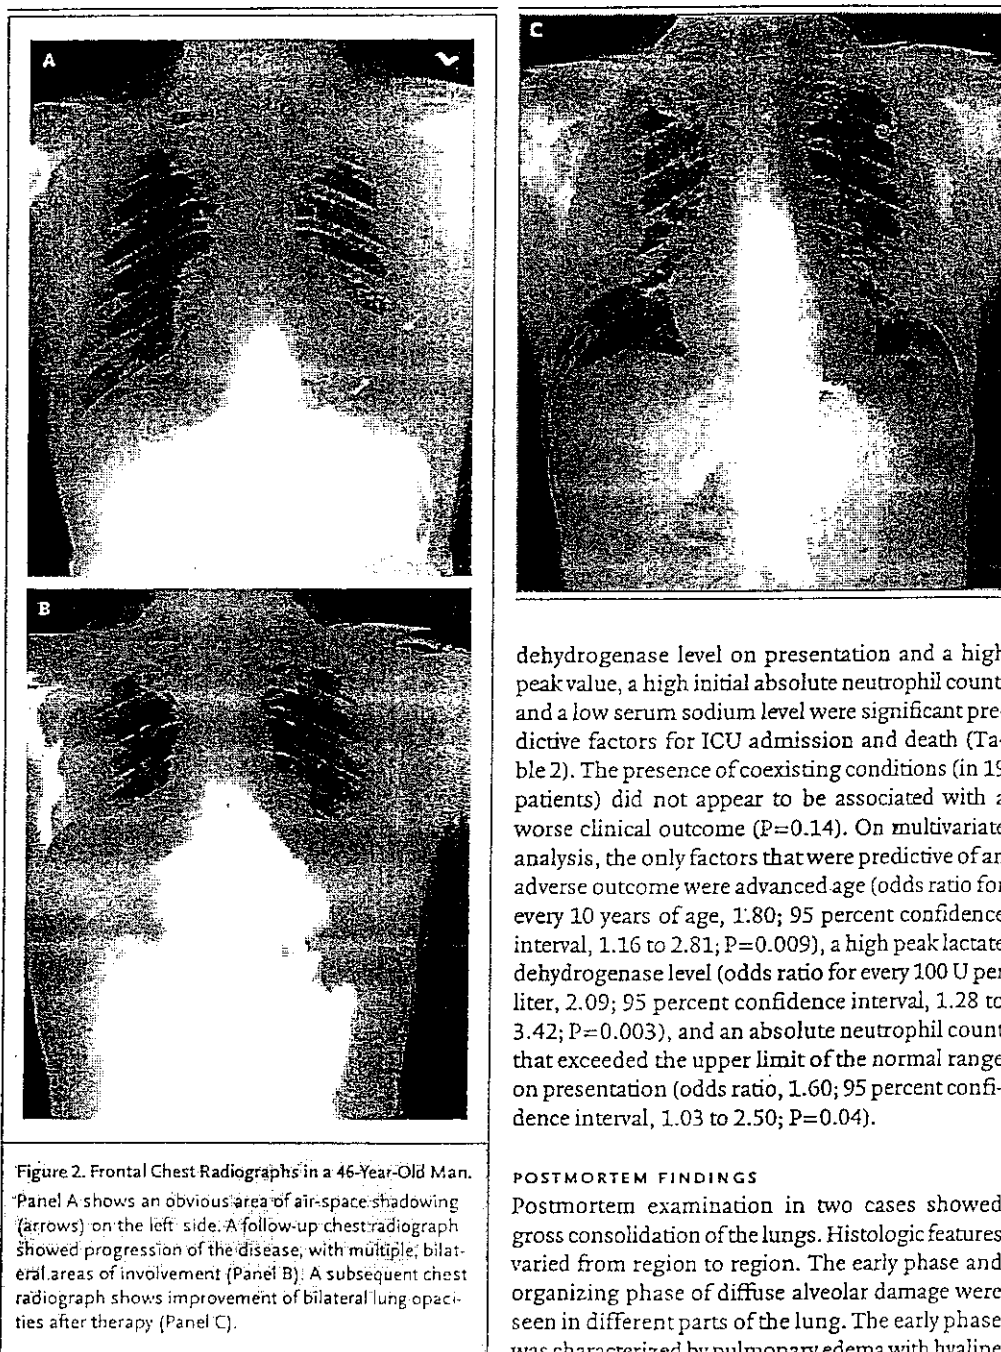 A
B
Figure 2. Frontal Chest Radiographs in a 46-Year-Old Man.
Panel A shows an obvious area of air-space shadowing
(arrows) on the left side. A follow-up chest radiograph
showed progression of the disease, with multiple, bilat-
eral areas of involvement (Panel B). A subsequent chest
radiograph shows improvement of bilateral lung opaci-
ties after therapy (Panel C).
C
dehydrogenase level on presentation and a high
peak value, a high initial absolute neutrophil count
and a low serum sodium level were significant pre-
dictive factors for ICU admission and death (Ta-
ble 2). The presence of coexisting conditions (in 19
patients) did not appear to be associated with a
worse clinical outcome (P=0.14). On multivariate
analysis, the only factors that were predictive of an
adverse outcome were advanced age (odds ratio for
every 10 years of age, 1.80; 95 percent confidence
interval, 1.16 to 2.81; P=0.009), a high peak lactate
dehydrogenase level (odds ratio for every 100 U per
liter, 2.09; 95 percent confidence interval, 1.28 to
3.42; P=0.003), and an absolute neutrophil count
that exceeded the upper limit of the normal range
on presentation (odds ratio, 1.60; 95 percent confi-
dence interval, 1.03 to 2.50; P=0.04).
POSTMORTEM FINDINGS
Postmortem examination in two cases showed
gross consolidation of the lungs. Histologic features
varied from region to region. The early phase and
organizing phase of diffuse alveolar damage were
seen in different parts of the lung. The early phase
was characterized by pulmonary edema with hyaline